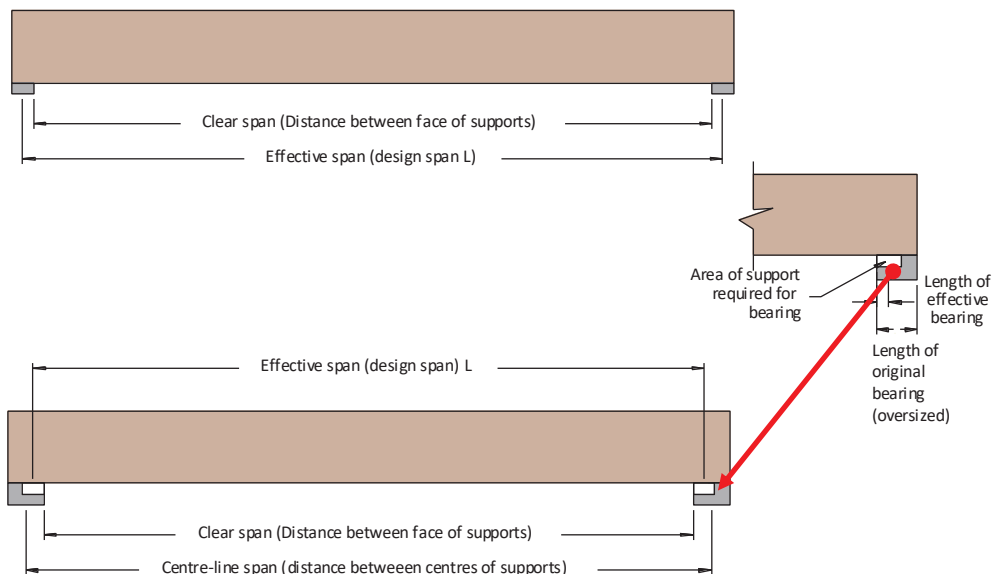 Clear span (Distance between face of supports)
Effective span (design span L)
Area of support
required for
bearing
Length of
effective
bearing
Length of
original
bearing
(oversized)
Effective span (design span) L
Clear span (Distance between face of supports)
Centre-line span (distance betweeen centres of supports)